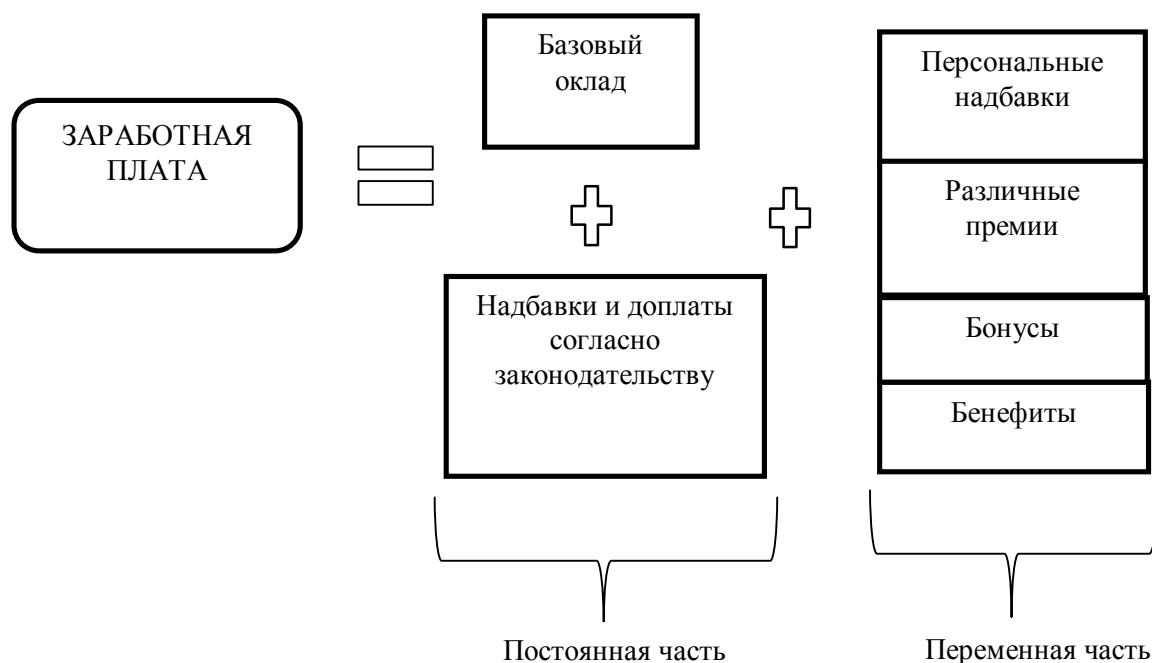 ЗАРАБОТНАЯ
ПЛАТА
Базовый
оклад
Надбавки и доплаты
согласно
законодательству
Персональные
надбавки
Различные
премии
Бонусы
Бенефиты
Постоянная часть
Переменная часть